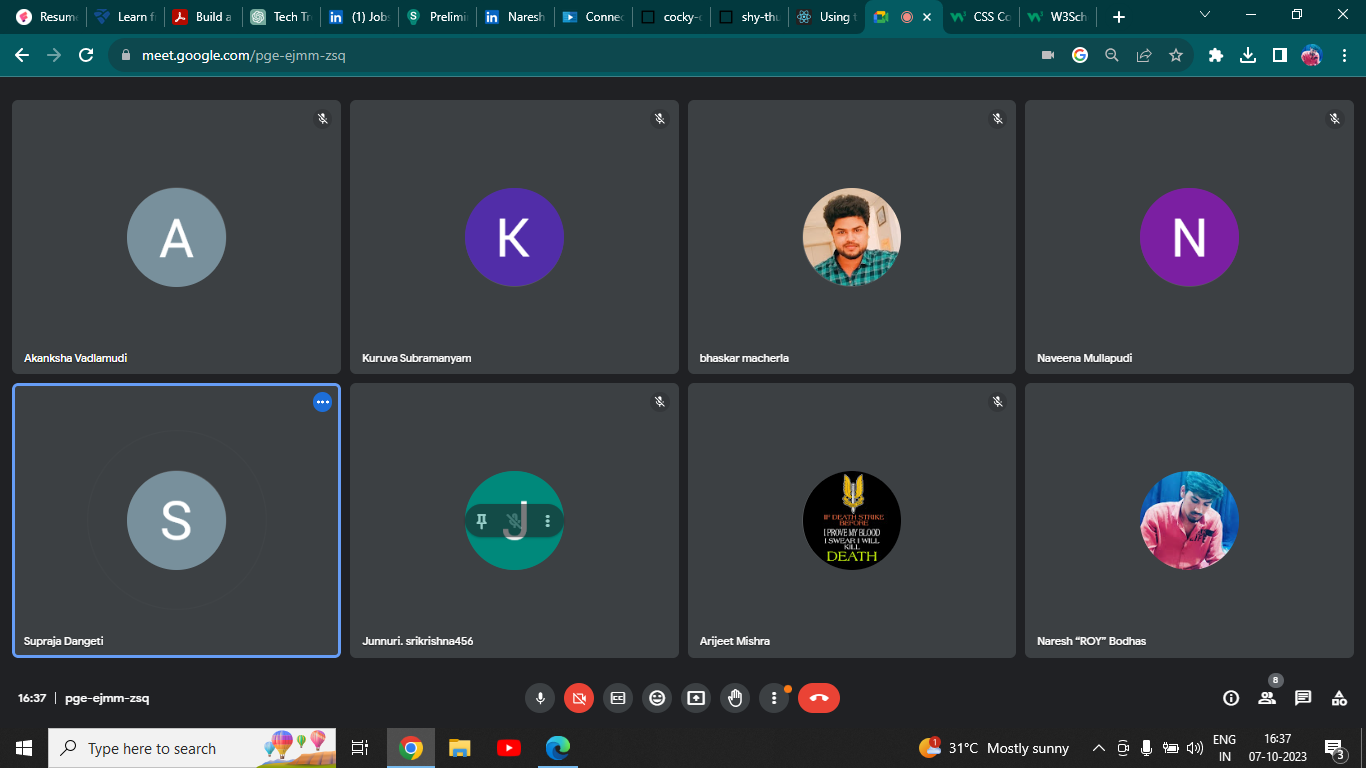 Resum
Learn f
Build a
Tech Tr
(1) Job
Prelimi
Naresh
Connec
cocky-
shy-thu
Using t
CSS Co
W3Sch
meet.google.com/pge-ejmm-zsq
A
K
N
Akanksha Vadlamudi
Kuruva Subramanyam
bhaskar macherla
Naveena Mullapudi
S
J
IF DEATH STRIKE
BEFORE
I PROVE MY BLOOD
I SWEAR I WILL
KILL
DEATH
Supraja Dangeti
Junnuri. srikrishna456
Arijeet Mishra
Naresh "ROY" Bodhas
16:37 | pge-ejmm-zsq
8
Type here to search
1
31°C Mostly sunny
ENG
IN
16:37
07-10-2023
3